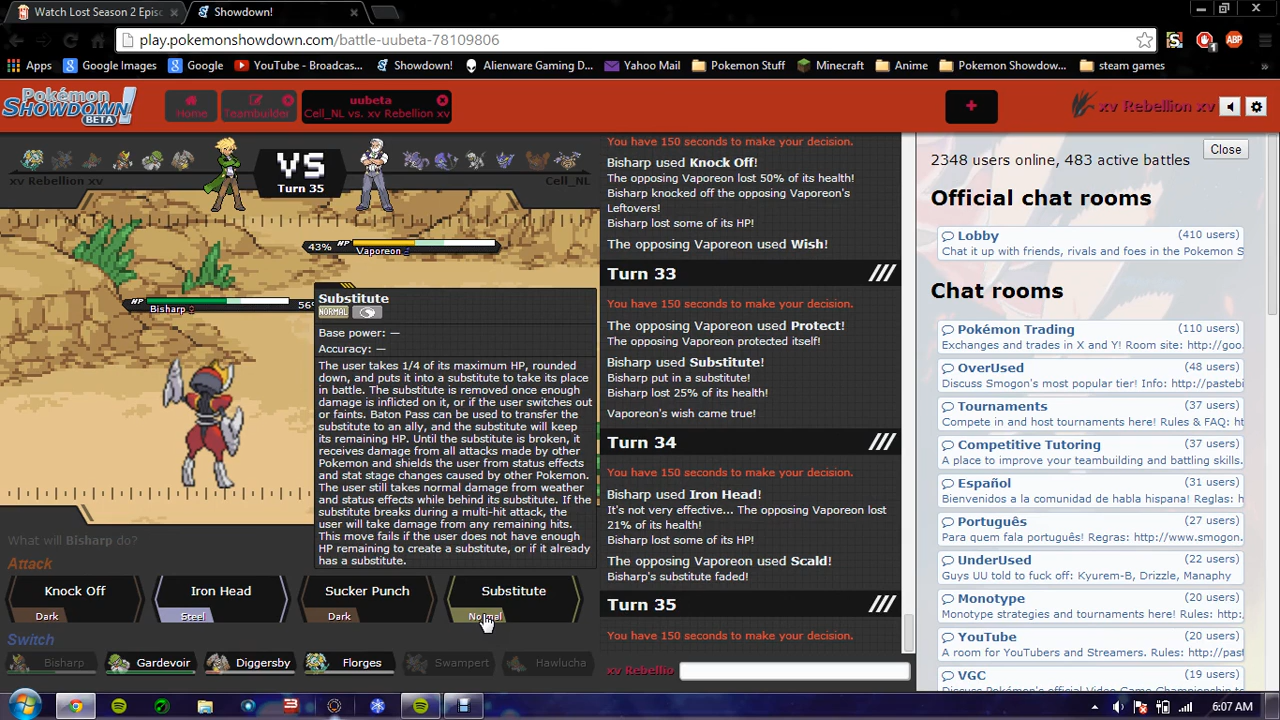 Watch Lost Season 2 Epis
Showdown!
play.pokemonshowdown.com/battle-uubeta-78109806
Apps
Google Images
Google
YouTube - Broadcas...
Showdown!
Alienware Gaming D...
Yahoo Mail
Pokemon Stuff
Minecraft
Anime
Pokemon Showdow...
steam games
Pokémon
SHOWDOWN!
BETA
Home
Teambuilder
uubeta
Cell_NL vs. xv Rebellion xv
xv Rebellion xv
VS
Turn 35
xv Rebellion xv
Cell_NL
43%
HP
Vaporeon
HP
Bisharp
Substitute
NORMAL
Base power: —
Accuracy: —
The user takes 1/4 of its maximum HP, rounded
down, and puts it into a substitute to take its place
in battle. The substitute is removed once enough
damage is inflicted on it, or if the user switches out
or faints. Baton Pass can be used to transfer the
substitute to an ally, and the substitute will keep
its remaining HP. Until the substitute is broken, it
receives damage from all attacks made by other
Pokemon and shields the user from status effects
and stat stage changes caused by other Pokemon.
The user still takes normal damage from weather
and status effects while behind its substitute. If the
substitute breaks during a multi-hit attack, the
user will take damage from any remaining hits.
This move fails if the user does not have enough
HP remaining to create a substitute, or if it already
has a substitute.
What will Bisharp do?
Attack
Knock Off
Dark
Iron Head
Steel
Sucker Punch
Dark
Substitute
Normal
Switch
Bisharp
Gardevoir
Diggersby
Florges
Swampert
Hawlucha
You have 150 seconds to make your decision.
Bisharp used Knock Off!
The opposing Vaporeon lost 50% of its health!
Bisharp knocked off the opposing Vaporeon's
Leftovers!
Bisharp lost some of its HP!
The opposing Vaporeon used Wish!
Turn 33
You have 150 seconds to make your decision.
The opposing Vaporeon used Protect!
The opposing Vaporeon protected itself!
Bisharp used Substitute!
Bisharp put in a substitute!
Bisharp lost 25% of its health!
Vaporeon's wish came true!
Turn 34
You have 150 seconds to make your decision.
Bisharp used Iron Head!
It's not very effective... The opposing Vaporeon lost
21% of its health!
Bisharp lost some of its HP!
The opposing Vaporeon used Scald!
Bisharp's substitute faded!
Turn 35
You have 150 seconds to make your decision.
xv Rebellio
Close
2348 users online, 483 active battles
Official chat rooms
Lobby
(410 users)
Chat it up with friends, rivals and foes in the Pokemon S
Chat rooms
Pokémon Trading
(110 users)
Exchanges and trades in X and Y! Room site: http://goo.
OverUsed
(48 users)
Discuss Smogon's most popular tier! Info: http://pastebi
Tournaments
(37 users)
Compete in and host tournaments here! Rules & FAQ: ht
Competitive Tutoring
(37 users)
A place to improve your teambuilding and battling skills.
Español
(31 users)
Bienvenidos a la comunidad de habla hispana! Reglas: h
Português
(27 users)
Para quem fala português! Regras: http://www.smogon.
UnderUsed
(22 users)
Guys UU told to fuck off: Kyurem-B, Drizzle, Manaphy
Monotype
(20 users)
Monotype strategies and tournaments here! Rules: http:/
YouTube
(20 users)
A room for YouTubers and Streamers. Rules: http://past
VGC
(19 users)
6:07 AM